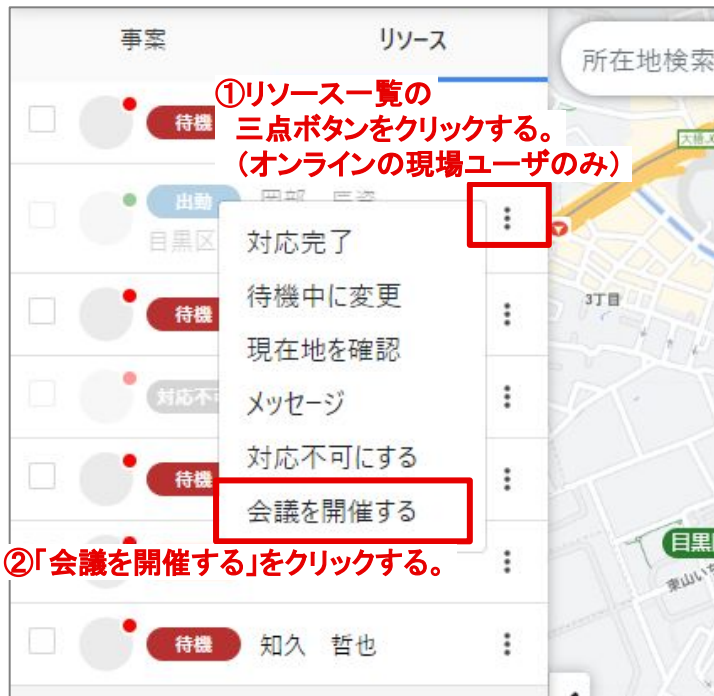 事案
リソース
所在地検索
①リソース一覧の
三点ボタンをクリックする。
（オンラインの現場ユーザのみ）
待機
出動
目黒区
対応完了
待機中に変更
待機
3丁目
現在地を確認
メッセージ
対応不可にする
待機
会議を開催する
②「会議を開催する」をクリックする。
目黒
待機 知久 哲也